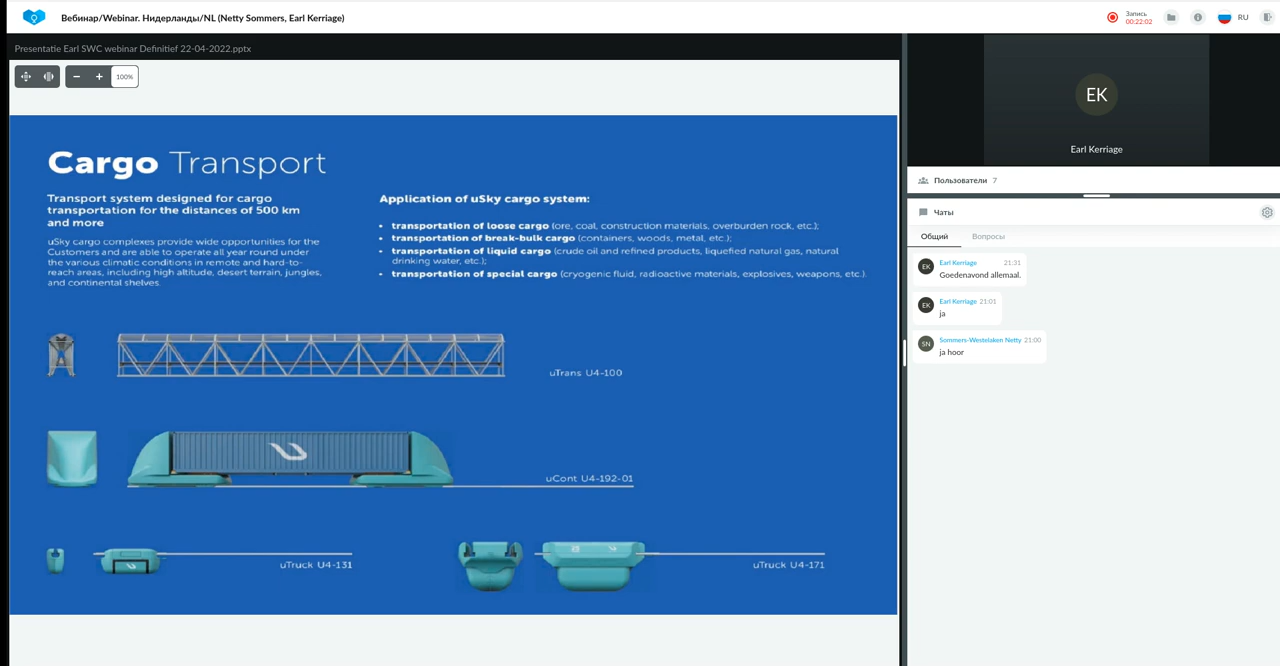 Вебинар/Webinar. Нидерланды/NL (Netty Sommers, Earl Kerriage)
Запись
00:22:02
RU
Presentatie Earl SWC webinar Definitief 22-04-2022.pptx
100%
Cargo Transport
Transport system designed for cargo
transportation for the distances of 500 km
and more
uSky cargo complexes provide wide opportunities for the
Customers and are able to operate all year round under
the various climatic conditions in remote and hard-to-
reach areas, including high altitude, desert terrain, jungles,
and continental shelves.
Application of uSky cargo system:
• transportation of loose cargo (ore, coal, construction materials, overburden rock, etc.);
• transportation of break-bulk cargo (containers, woods, metal, etc.);
• transportation of liquid cargo (crude oil and refined products, liquefied natural gas, natural
drinking water, etc.);
• transportation of special cargo (cryogenic fluid, radioactive materials, explosives, weapons, etc.).
uTrans U4-100
uCont U4-192-01
uTruck U4-131
uTruck U4-171
EK
Earl Kerriage
Пользователи 7
Чаты
Общий
Вопросы
EK
Earl Kerriage 21:31
Goedenavond allemaal.
EK
Earl Kerriage 21:01
ja
SN
Sommers-Westelaken Netty 21:00
ja hoor